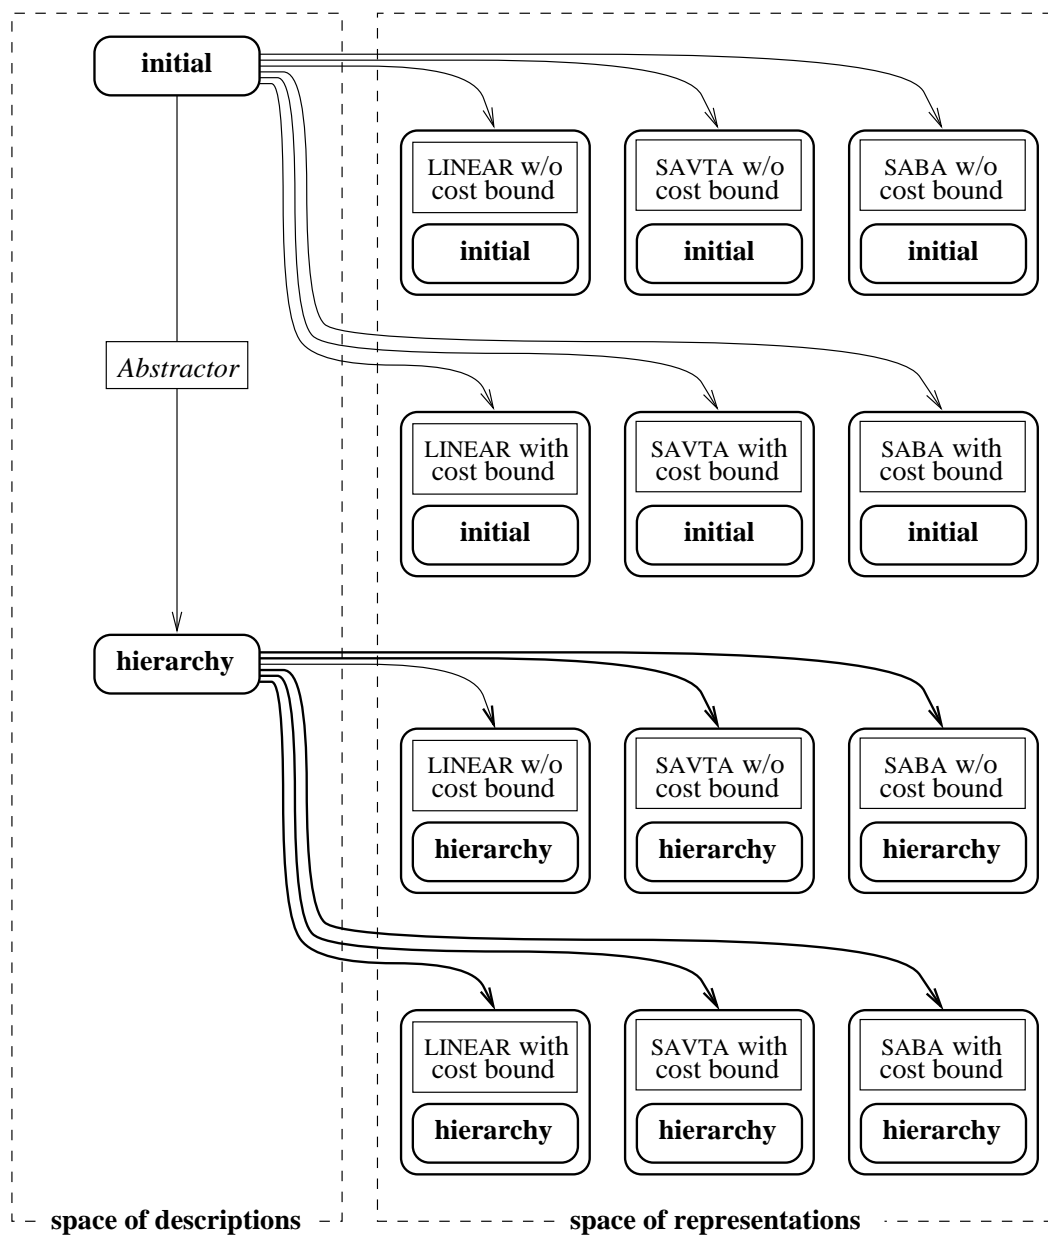 initial
LINEAR w/o
cost bound
initial
SAVTA w/o
cost bound
initial
SABA w/o
cost bound
initial
Abstractor
LINEAR with
cost bound
initial
SAVTA with
cost bound
initial
SABA with
cost bound
initial
hierarchy
LINEAR w/o
cost bound
hierarchy
SAVTA w/o
cost bound
hierarchy
SABA w/o
cost bound
hierarchy
LINEAR with
cost bound
hierarchy
SAVTA with
cost bound
hierarchy
SABA with
cost bound
hierarchy
space of descriptions
space of representations